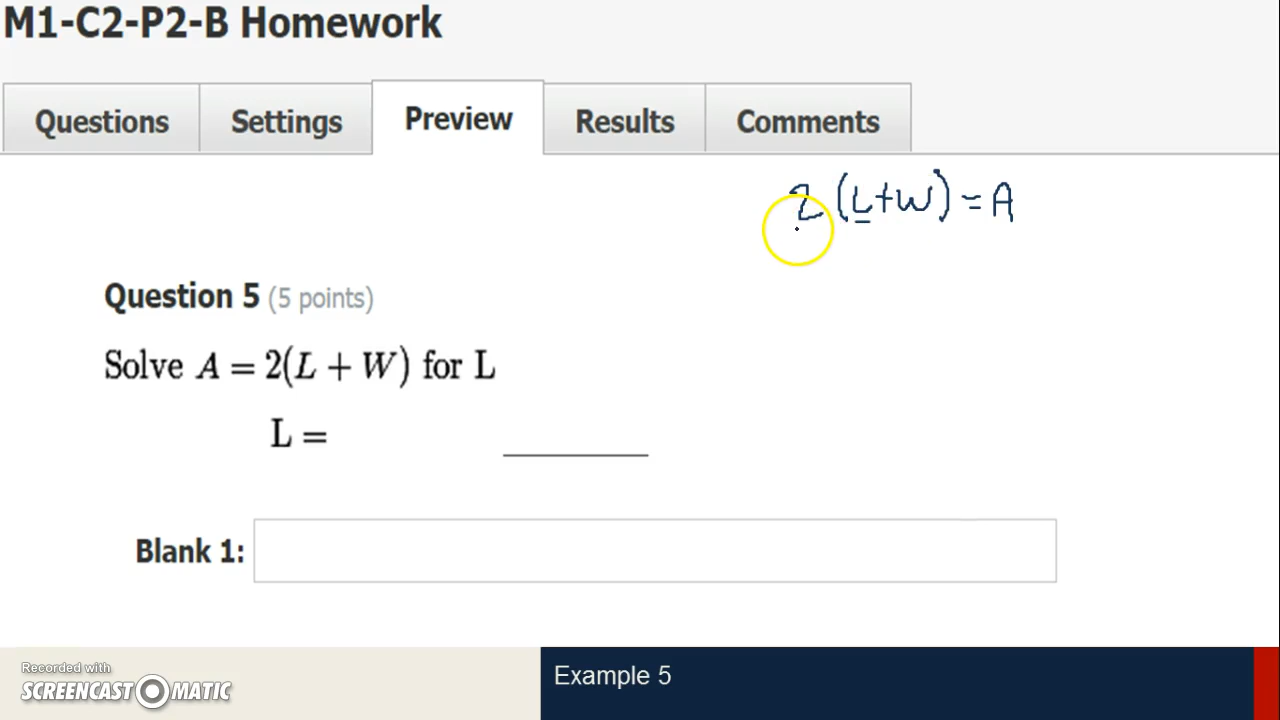 M1-C2-P2-B Homework
Questions Settings Preview Results Comments
2(L+W)=A
Question 5 (5 points)
Solve A = 2(L + W) for L
L =
Blank 1:
Recorded with
SCREENCAST-O-MATIC
Example 5